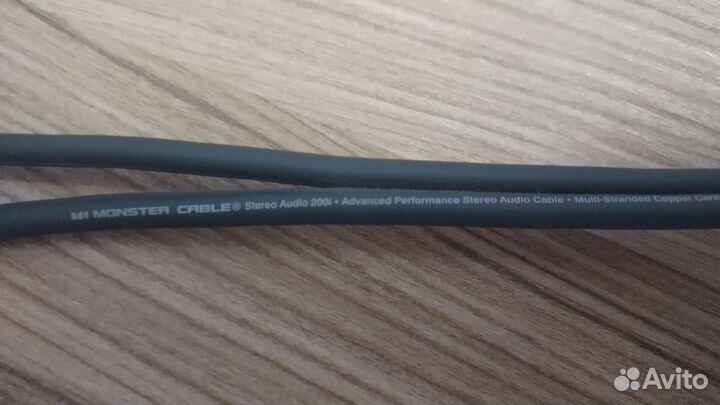 MONSTER CABLE® Stereo Audio 200i • Advanced Performance Stereo Audio Cable • Multi-Stranded Copper
Avito